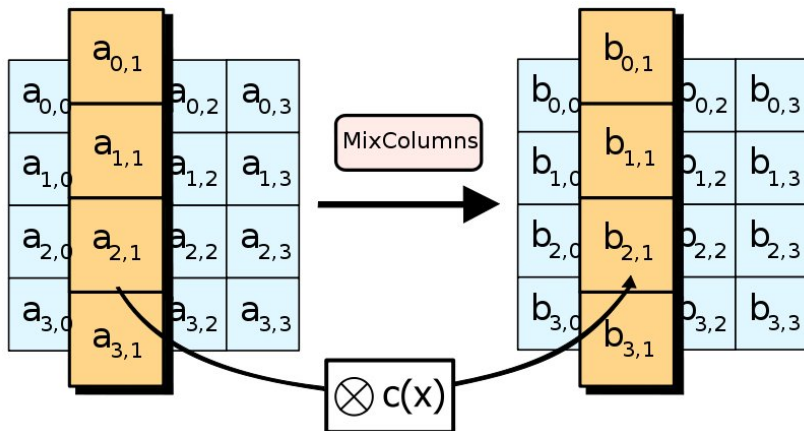 a0,1
a0,0 a0,2 a0,3
a1,1
a1,0 a1,2 a1,3
a2,1
a2,0 a2,2 a2,3
a3,0 a3,2 a3,3
a3,1
MixColumns
b0,1
b0,0 b0,2 b0,3
b1,1
b1,0 b1,2 b1,3
b2,1
b2,0 b2,2 b2,3
b3,0 b3,2 b3,3
b3,1
⊗ c(x)